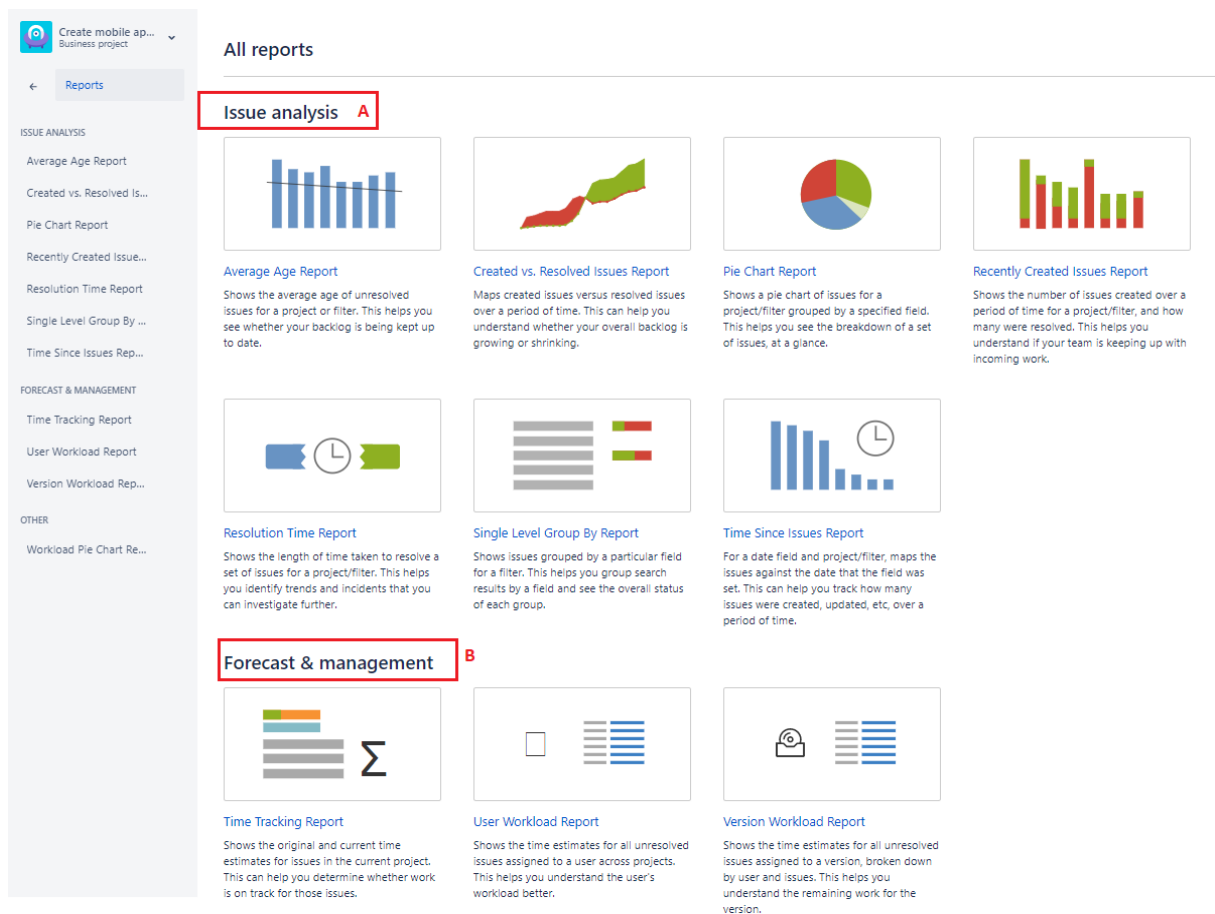 Create mobile ap...
Business project
Reports
ISSUE ANALYSIS
Average Age Report
Created vs. Resolved Is...
Pie Chart Report
Recently Created Issue...
Resolution Time Report
Single Level Group By ...
Time Since Issues Rep...
FORECAST & MANAGEMENT
Time Tracking Report
User Workload Report
Version Workload Rep...
OTHER
Workload Pie Chart Re...
All reports
Issue analysis A
Average Age Report
Shows the average age of unresolved
issues for a project or filter. This helps you
see whether your backlog is being kept up
to date.
Created vs. Resolved Issues Report
Maps created issues versus resolved issues
over a period of time. This can help you
understand whether your overall backlog is
growing or shrinking.
Pie Chart Report
Shows a pie chart of issues for a
project/filter grouped by a specified field.
This helps you see the breakdown of a set
of issues, at a glance.
Recently Created Issues Report
Shows the number of issues created over a
period of time for a project/filter, and how
many were resolved. This helps you
understand if your team is keeping up with
incoming work.
Resolution Time Report
Shows the length of time taken to resolve a
set of issues for a project/filter. This helps
you identify trends and incidents that you
can investigate further.
Single Level Group By Report
Shows issues grouped by a particular field
for a filter. This helps you group search
results by a field and see the overall status
of each group.
Time Since Issues Report
For a date field and project/filter, maps the
issues against the date that the field was
set. This can help you track how many
issues were created, updated, etc, over a
period of time.
Forecast & management B
Σ
Time Tracking Report
Shows the original and current time
estimates for issues in the current project.
This can help you determine whether work
is on track for those issues.
User Workload Report
Shows the time estimates for all unresolved
issues assigned to a user across projects.
This helps you understand the user's
workload better.
Version Workload Report
Shows the time estimates for all unresolved
issues assigned to a version, broken down
by user and issues. This helps you
understand the remaining work for the
version.